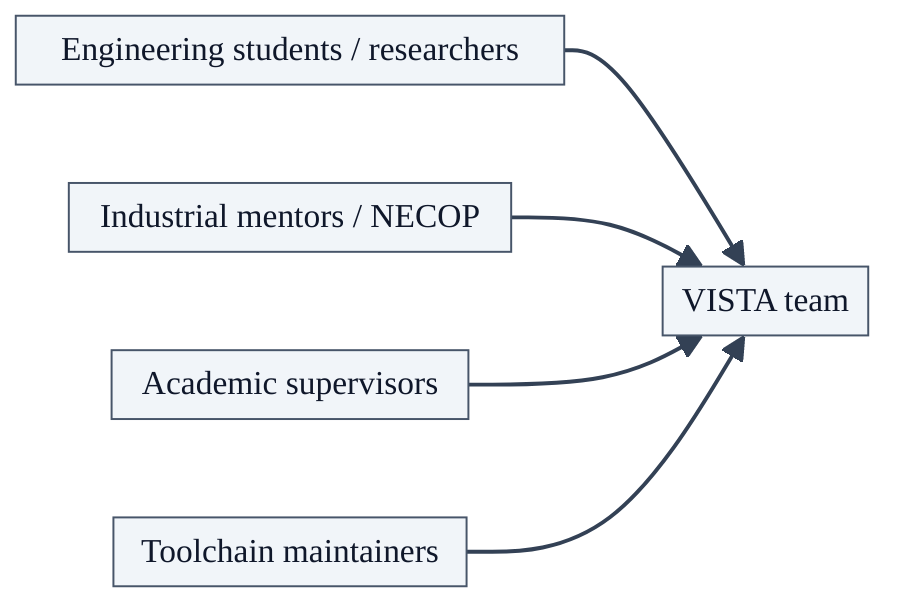 Engineering students / researchers
Industrial mentors / NECOP
VISTA team
Academic supervisors
Toolchain maintainers